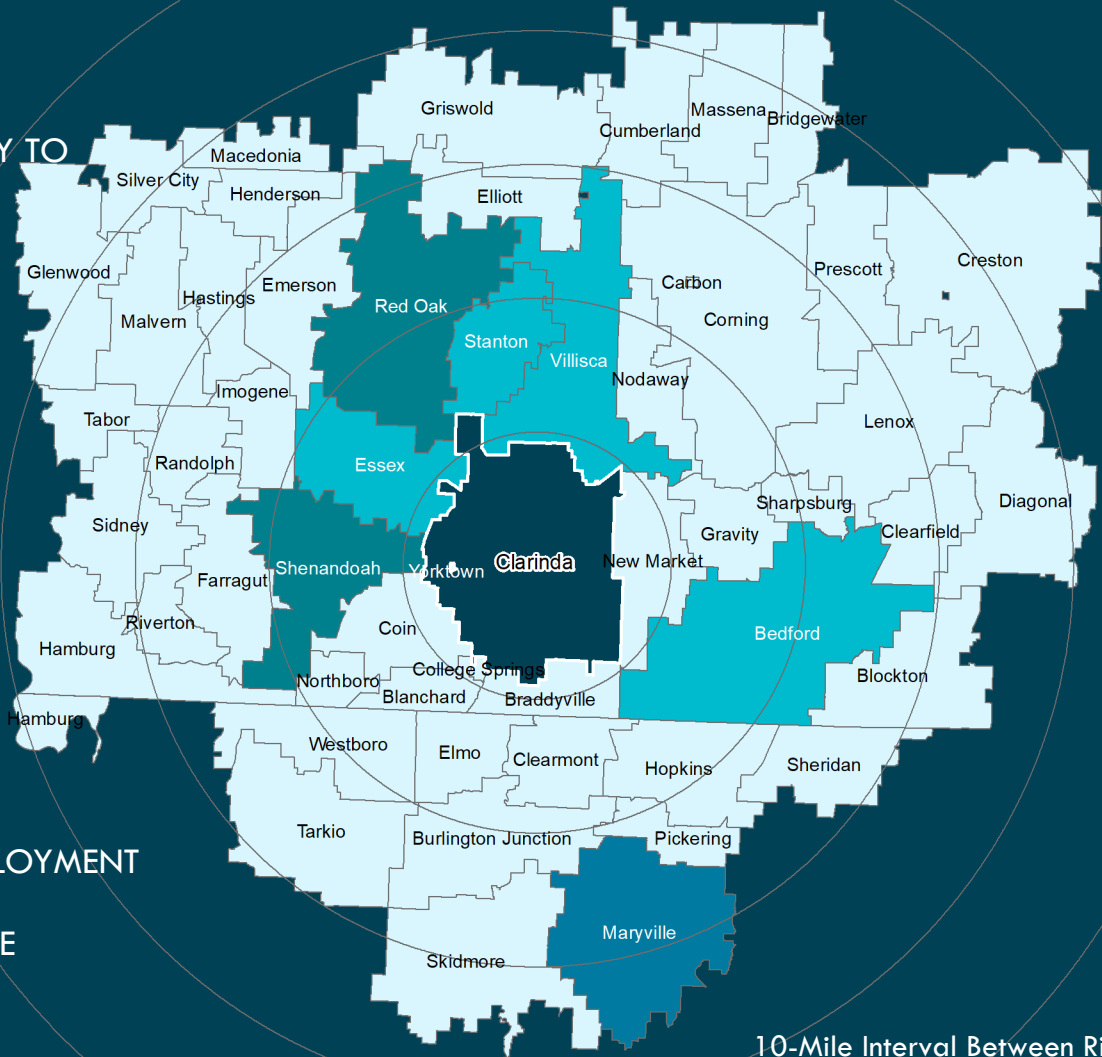 Griswold
Massena
Bridgewater
Cumberland
Y TO
Macedonia
Silver City
Henderson
Elliott
Glenwood
Creston
Prescott
Carbon
Emerson
Hastings
Red Oak
Malvern
Corning
Stanton
Villisca
Nodaway
Imogene
Tabor
Lenox
Randolph
Essex
Sharpsburg
Diagonal
Sidney
Gravity
Clearfield
Clarinda
New Market
Shenandoah
Yorktown
Farragut
Riverton
Coin
Bedford
Hamburg
College Springs
Blockton
Northboro
Blanchard
Braddyville
Hamburg
Westboro
Elmo
Clearmont
Hopkins
Sheridan
Tarkio
Burlington Junction
Pickering
LOYMENT
Maryville
E
Skidmore
10-Mile Interval Between Ri